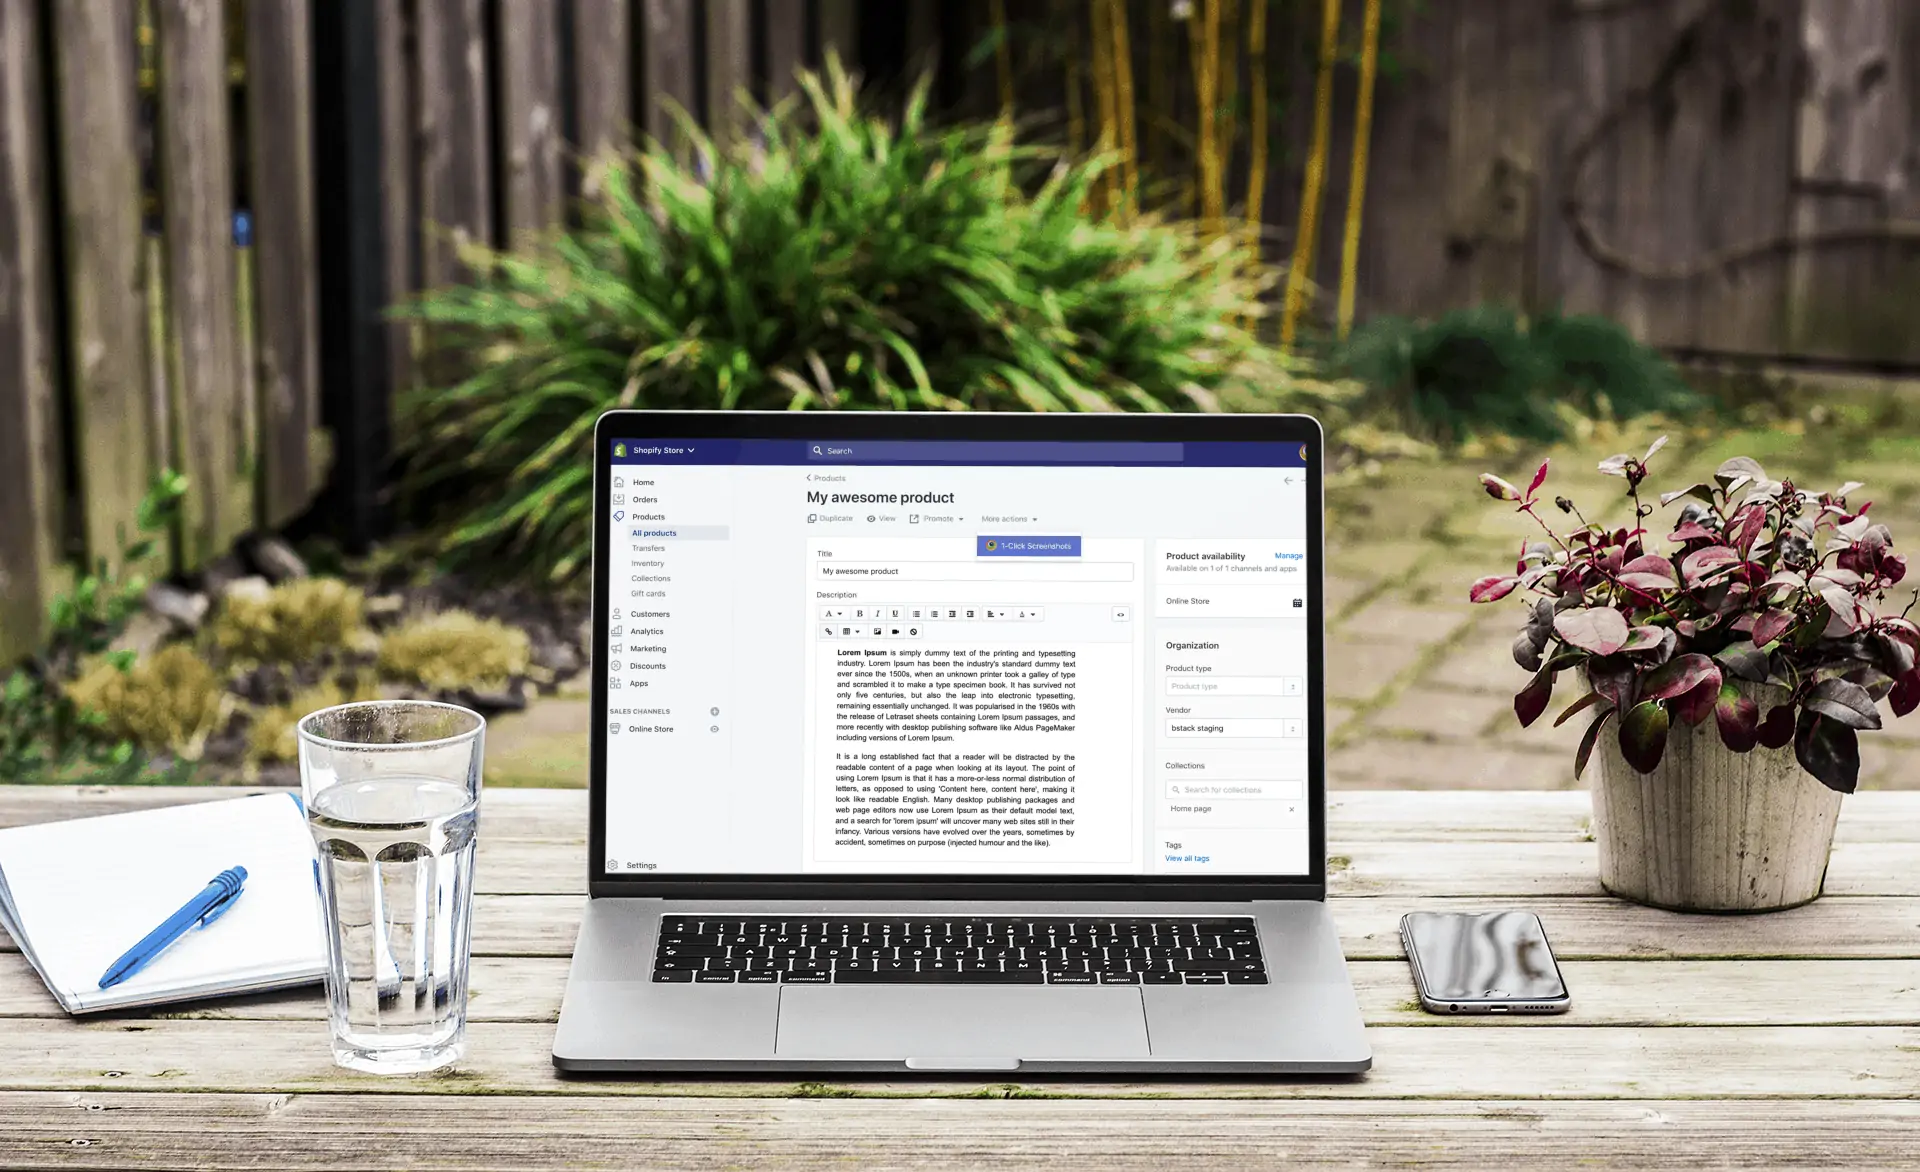 Shopify Store
Search
Home
Orders
Products
All products
Transfers
Inventory
Collections
Gift cards
Customers
Analytics
Marketing
Discounts
Apps
SALES CHANNELS
Online Store
Settings
Products
My awesome product
Duplicate View Promote More actions
1-Click Screenshots
Title
My awesome product
Description
A B I U A
Lorem Ipsum is simply dummy text of the printing and typesetting
industry. Lorem Ipsum has been the industry's standard dummy text
ever since the 1500s, when an unknown printer took a galley of type
and scrambled it to make a type specimen book. It has survived not
only five centuries, but also the leap into electronic typesetting,
remaining essentially unchanged. It was popularised in the 1960s with
the release of Letraset sheets containing Lorem Ipsum passages, and
more recently with desktop publishing software like Aldus PageMaker
including versions of Lorem Ipsum.
It is a long established fact that a reader will be distracted by the
readable content of a page when looking at its layout. The point of
using Lorem Ipsum is that it has a more-or-less normal distribution of
letters, as opposed to using 'Content here, content here', making it
look like readable English. Many desktop publishing packages and
web page editors now use Lorem Ipsum as their default model text,
and a search for 'lorem ipsum' will uncover many web sites still in their
infancy. Various versions have evolved over the years, sometimes by
accident, sometimes on purpose (injected humour and the like).
Product availability Manage
Available on 1 of 1 channels and apps
Online Store
Organization
Product type
Product type
Vendor
bstack staging
Collections
Search for collections
Home page
Tags
View all tags
Q W E R T Y U I O P
A S D F G H J K L
Z X C V B N M
fn control option command command option